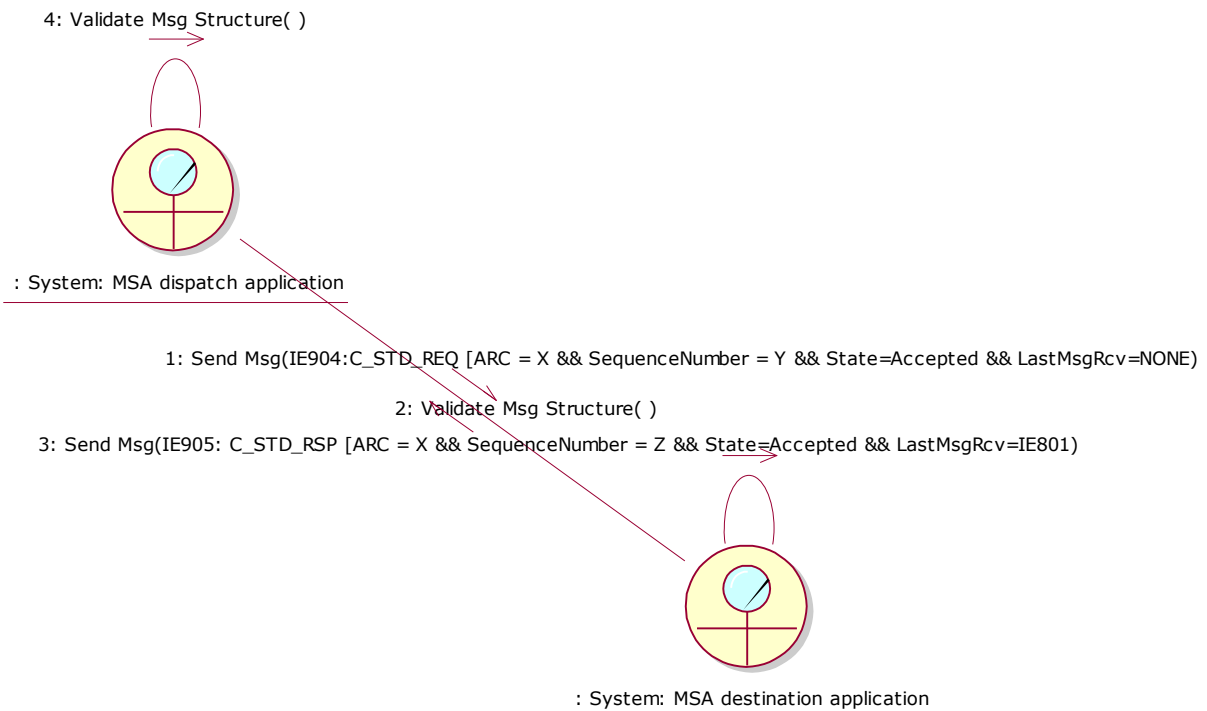 4: Validate Msg Structure( )
: System: MSA dispatch application
1: Send Msg(IE904:C_STD_REQ [ARC = X && SequenceNumber = Y && State=Accepted && LastMsgRcv=NONE)
2: Validate Msg Structure( )
3: Send Msg(IE905: C_STD_RSP [ARC = X && SequenceNumber = Z && State=Accepted && LastMsgRcv=IE801)
: System: MSA destination application